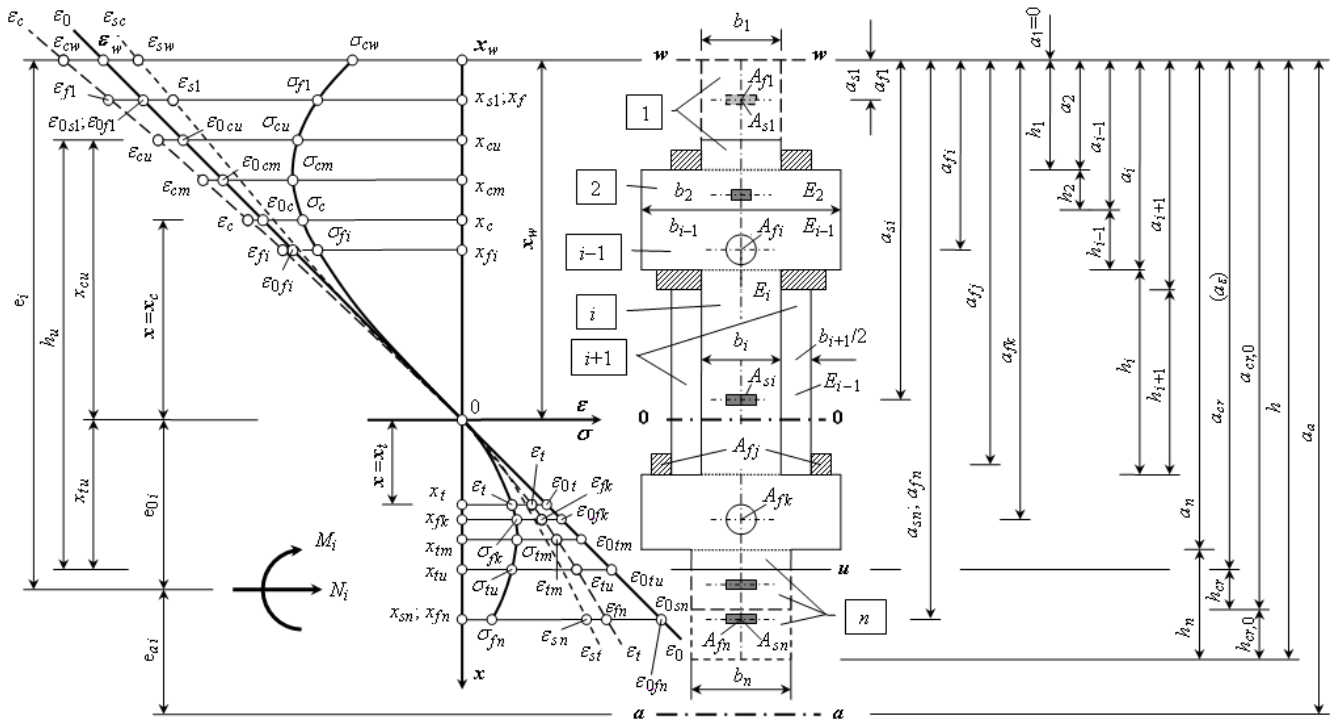 ε_c ε_0 ε_sc
ε_cw ε_w ε_sw σ_cw x_w
b_1
w w
a_1=0
a_s1 a_f1
ε_f1 ε_s1 σ_f1 x_s1; x_f
A_f1
A_s1
1
ε_0s1; ε_0f1 ε_0cu σ_cu x_cu
ε_cu
ε_cm ε_0cm σ_cm x_cm
2 b_2 E_2
ε_c ε_0c σ_c x_c
b_i-1 E_i-1
ε_fi ε_0fi σ_fi x_fi
i-1 A_fi
e_i h_u x_cu x=x_c x_w
i E_i
i+1 b_i b_i+1/2
A_si E_i-1
0 ε
σ
0 0
x_tu e_0i x=x_t
A_fj
x_t ε_t ε_t ε_0t ε_fk
x_fk σ_fk ε_0fk
A_fk
x_tm σ_tm ε_0tm
x_tu σ_tu ε_tm ε_tu ε_0tu
u
M_i
N_i
e_ai
x_sn; x_fn σ_fn ε_sn ε_fn ε_0sn
ε_st ε_t ε_0 ε_0fn
x
A_fn A_sn
n
b_n
a a
a_si a_sn; a_fn a_fi a_fj a_fk
h_1 a_2 a_i-1 a_i a_i+1
h_2 h_i-1 h_i h_i+1
a_n h_n
(a_E) a_cr h_cr
a_cr,0 h_cr,0
h
a_a